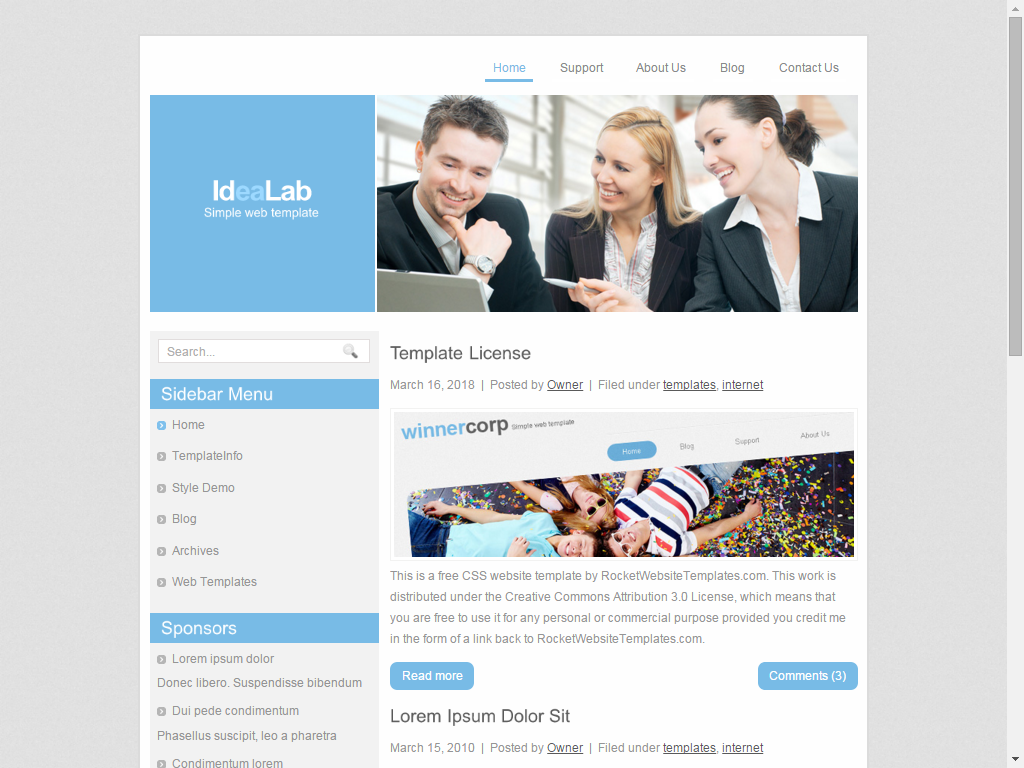 Home Support About Us Blog Contact Us
IdeaLab
Simple web template
Search...
Sidebar Menu
Home
TemplateInfo
Style Demo
Blog
Archives
Web Templates
Sponsors
Lorem ipsum dolor
Donec libero. Suspendisse bibendum
Dui pede condimentum
Phasellus suscipit, leo a pharetra
Condimentum lorem
Template License
March 16, 2018 | Posted by Owner | Filed under templates, internet
winnercorp Simple web template
Home Blog Support About Us
This is a free CSS website template by RocketWebsiteTemplates.com. This work is
distributed under the Creative Commons Attribution 3.0 License, which means that
you are free to use it for any personal or commercial purpose provided you credit me
in the form of a link back to RocketWebsiteTemplates.com.
Read more Comments (3)
Lorem Ipsum Dolor Sit
March 15, 2010 | Posted by Owner | Filed under templates, internet